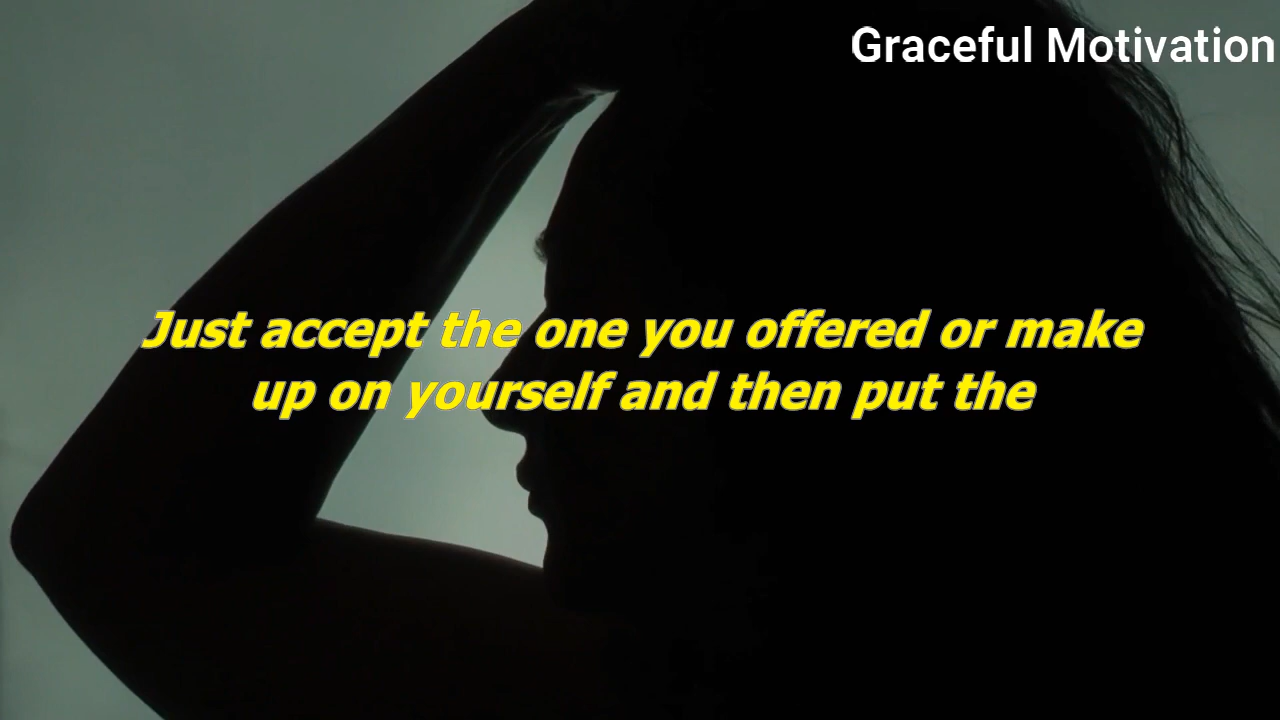 Graceful Motivation
Just accept the one you offered or make
up on yourself and then put the